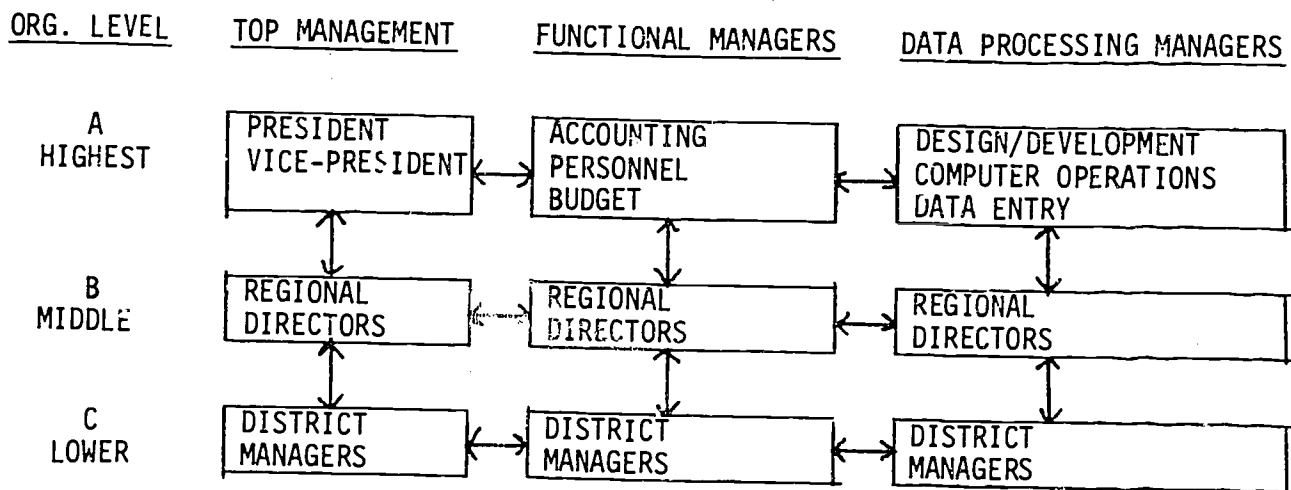 ORG. LEVEL TOP MANAGEMENT FUNCTIONAL MANAGERS DATA PROCESSING MANAGERS
A
HIGHEST
PRESIDENT
VICE-PRESIDENT
ACCOUNTING
PERSONNEL
BUDGET
DESIGN/DEVELOPMENT
COMPUTER OPERATIONS
DATA ENTRY
B
MIDDLE
REGIONAL
DIRECTORS
REGIONAL
DIRECTORS
REGIONAL
DIRECTORS
C
LOWER
DISTRICT
MANAGERS
DISTRICT
MANAGERS
DISTRICT
MANAGERS